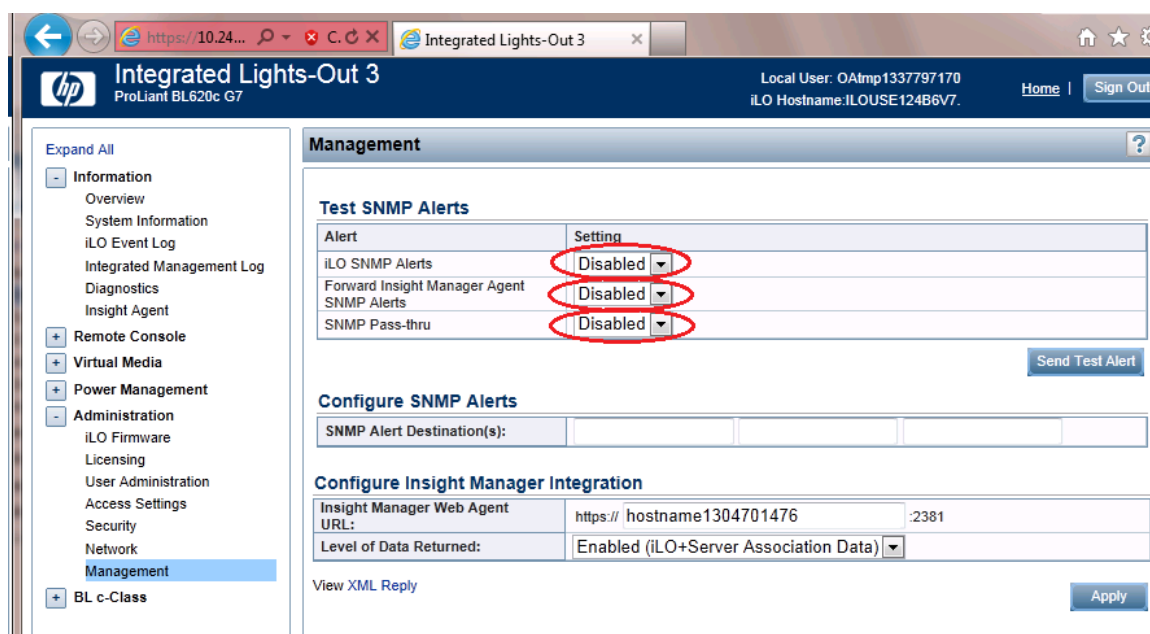 https://10.24... C. Integrated Lights-Out 3
hp
Integrated Lights-Out 3
ProLiant BL620c G7
Local User: OAtmp1337797170
iLO Hostname:ILOUSE124B6V7.
Home | Sign Out
Expand All
- Information
Overview
System Information
iLO Event Log
Integrated Management Log
Diagnostics
Insight Agent
+ Remote Console
+ Virtual Media
+ Power Management
- Administration
iLO Firmware
Licensing
User Administration
Access Settings
Security
Network
Management
+ BL c-Class
Management ?
Test SNMP Alerts
Alert Setting
iLO SNMP Alerts Disabled
Forward Insight Manager Agent
SNMP Alerts Disabled
SNMP Pass-thru Disabled
Send Test Alert
Configure SNMP Alerts
SNMP Alert Destination(s):
Configure Insight Manager Integration
Insight Manager Web Agent
URL: https:// hostname1304701476 :2381
Level of Data Returned: Enabled (iLO+Server Association Data)
View XML Reply
Apply